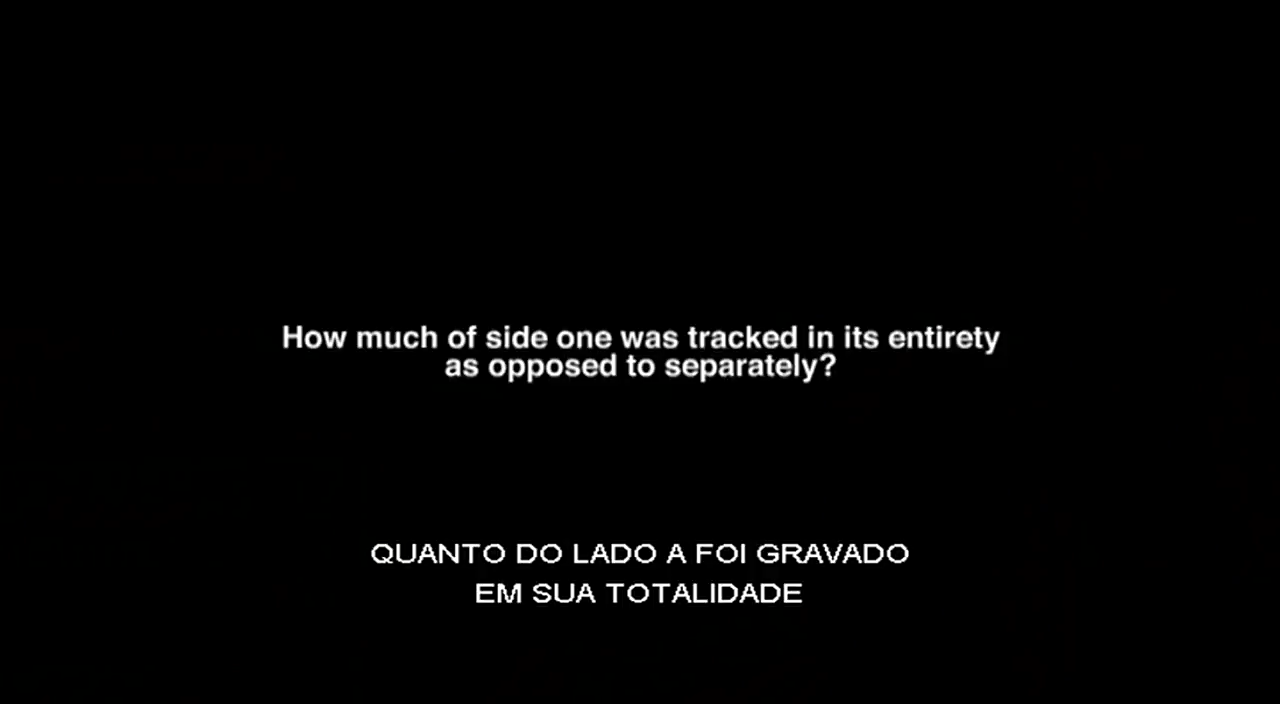 How much of side one was tracked in its entirety
as opposed to separately?
QUANTO DO LADO A FOI GRAVADO
EM SUA TOTALIDADE